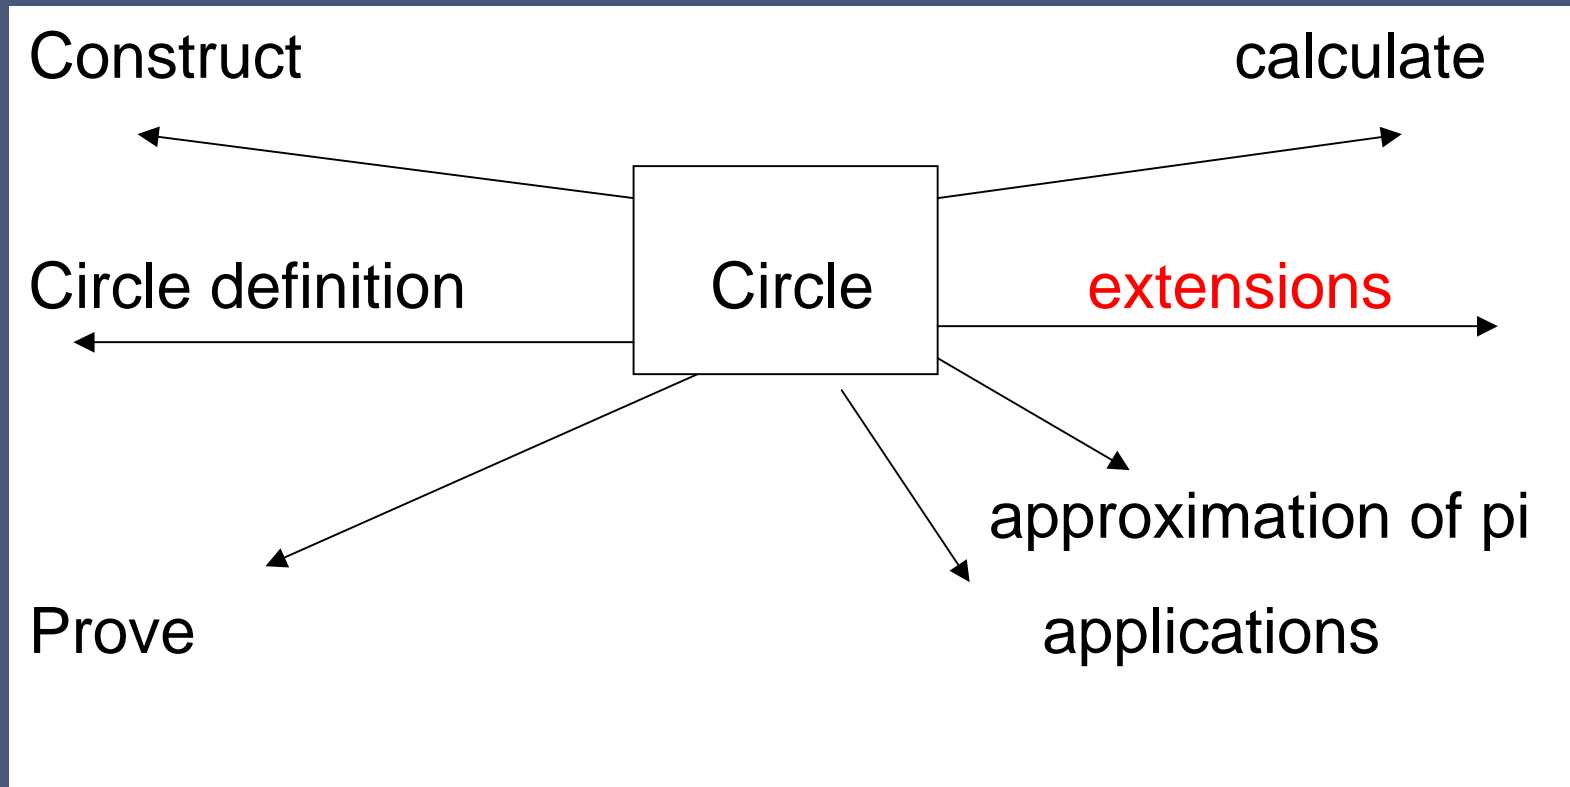 Construct
calculate
Circle definition
Circle
extensions
approximation of pi
Prove
applications